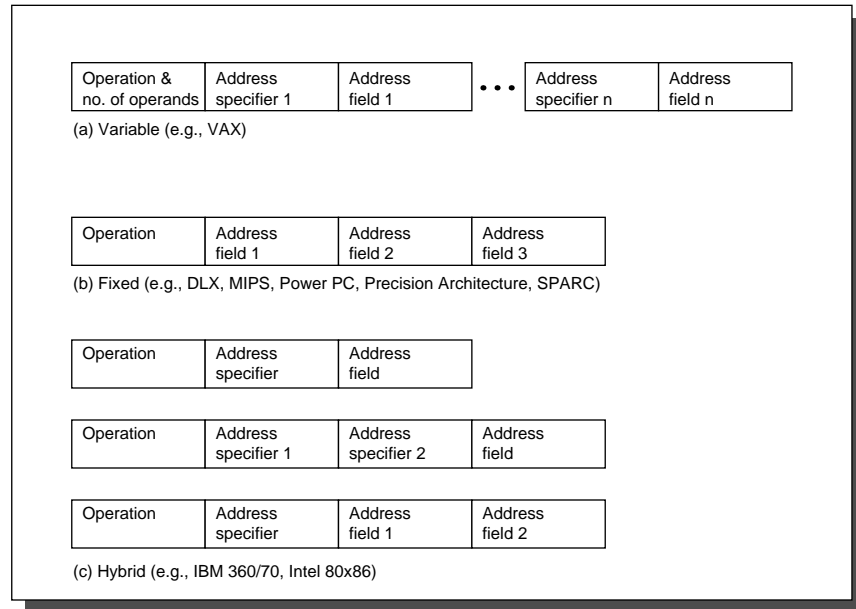 Operation & Address Address Address Address
no. of operands specifier 1 field 1 • • • specifier n field n
(a) Variable (e.g., VAX)
Operation Address Address Address
field 1 field 2 field 3
(b) Fixed (e.g., DLX, MIPS, Power PC, Precision Architecture, SPARC)
Operation Address Address
specifier field
Operation Address Address Address
specifier 1 specifier 2 field
Operation Address Address Address
specifier field 1 field 2
(c) Hybrid (e.g., IBM 360/70, Intel 80x86)